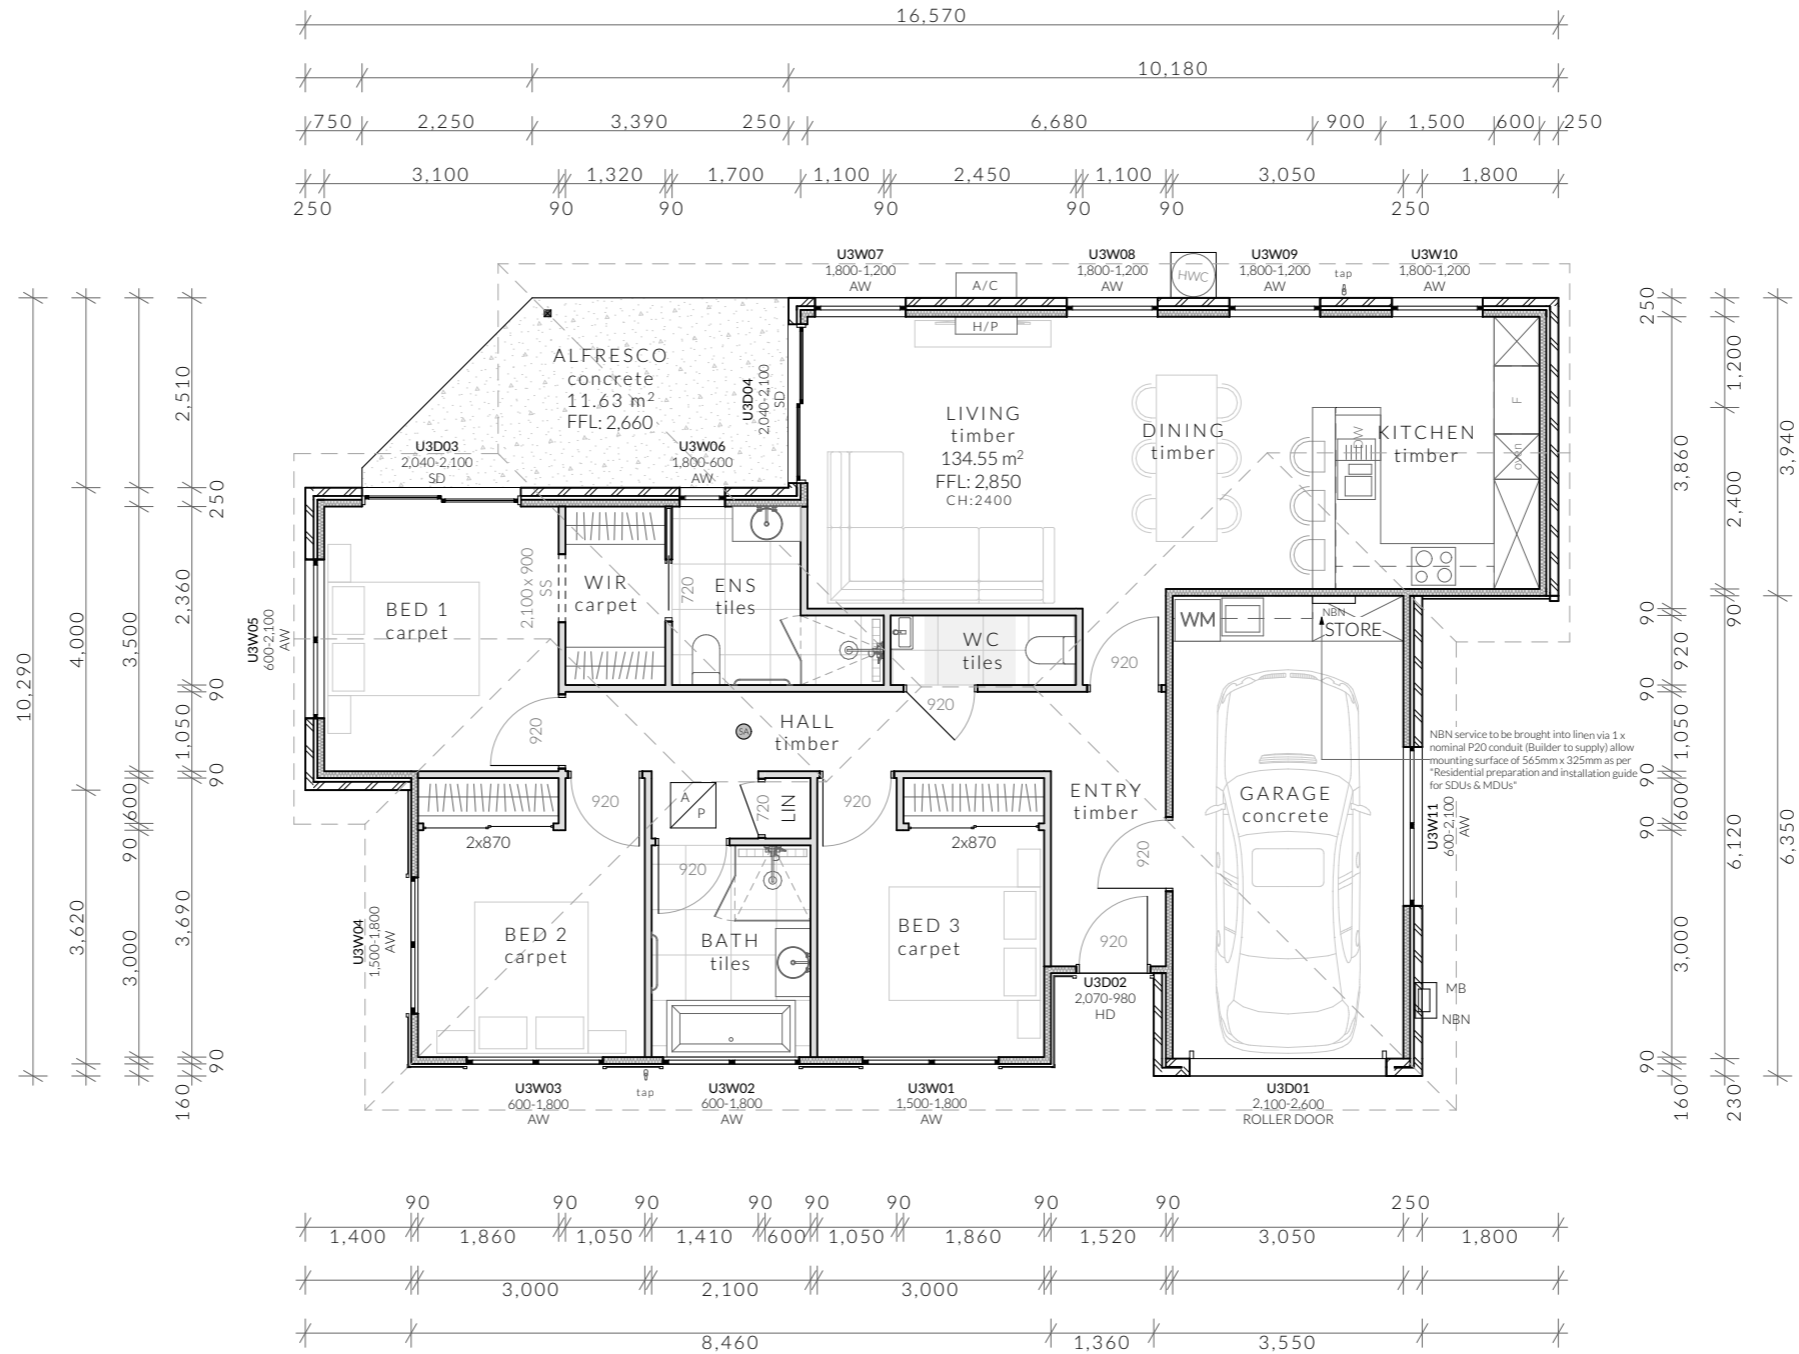 16,570
10,180
750 2,250 3,390 250 6,680 900 1,500 600 250
3,100 1,320 1,700 1,100 2,450 1,100 3,050 1,800
250 90 90 90 90 90 250
U3W07
1,800-1,200
AW
U3W08
1,800-1,200
AW
HWC
U3W09
1,800-1,200
AW
tap
U3W10
1,800-1,200
AW
A/C
H/P
ALFRESCO
concrete
11.63 m²
FFL: 2,660
U3D04
2,040-2,100
SD
U3D03
2,040-2,100
SD
U3W06
1,800-600
AW
LIVING
timber
134.55 m²
FFL: 2,850
CH:2400
DINING
timber
DW
KITCHEN
timber
F
oven
BED 1
carpet
2,100 x 900
SS
WIR
carpet
720
ENS
tiles
WC
tiles
920
920
WM
NBN
STORE
U3W05
600-2,100
AW
920
SA
HALL
timber
920
A
P
720
LIN
920
ENTRY
timber
GARAGE
concrete
NBN service to be brought into linen via 1 x
nominal P20 conduit (Builder to supply) allow
mounting surface of 565mm x 325mm as per
"Residential preparation and installation guide
for SDUs & MDUs"
U3W11
600-2,100
AW
2x870
920
2x870
920
U3W04
1,500-1,800
AW
BED 2
carpet
BATH
tiles
BED 3
carpet
920
U3D02
2,070-980
HD
MB
NBN
U3W03
600-1,800
AW
tap
U3W02
600-1,800
AW
U3W01
1,500-1,800
AW
U3D01
2,100-2,600
ROLLER DOOR
10,290
4,000
3,620
3,500
90
600
3,000
2,510
250
2,360
90
1,050
90
3,690
90
160
250
3,860
90
920
90
1,050
90
600
90
3,000
90
160
1,200
2,400
90
6,120
230
3,940
6,350
90 90 90 90 90 90 90 90 250
1,400 1,860 1,050 1,410 600 1,050 1,860 1,520 3,050 1,800
3,000 2,100 3,000
8,460 1,360 3,550